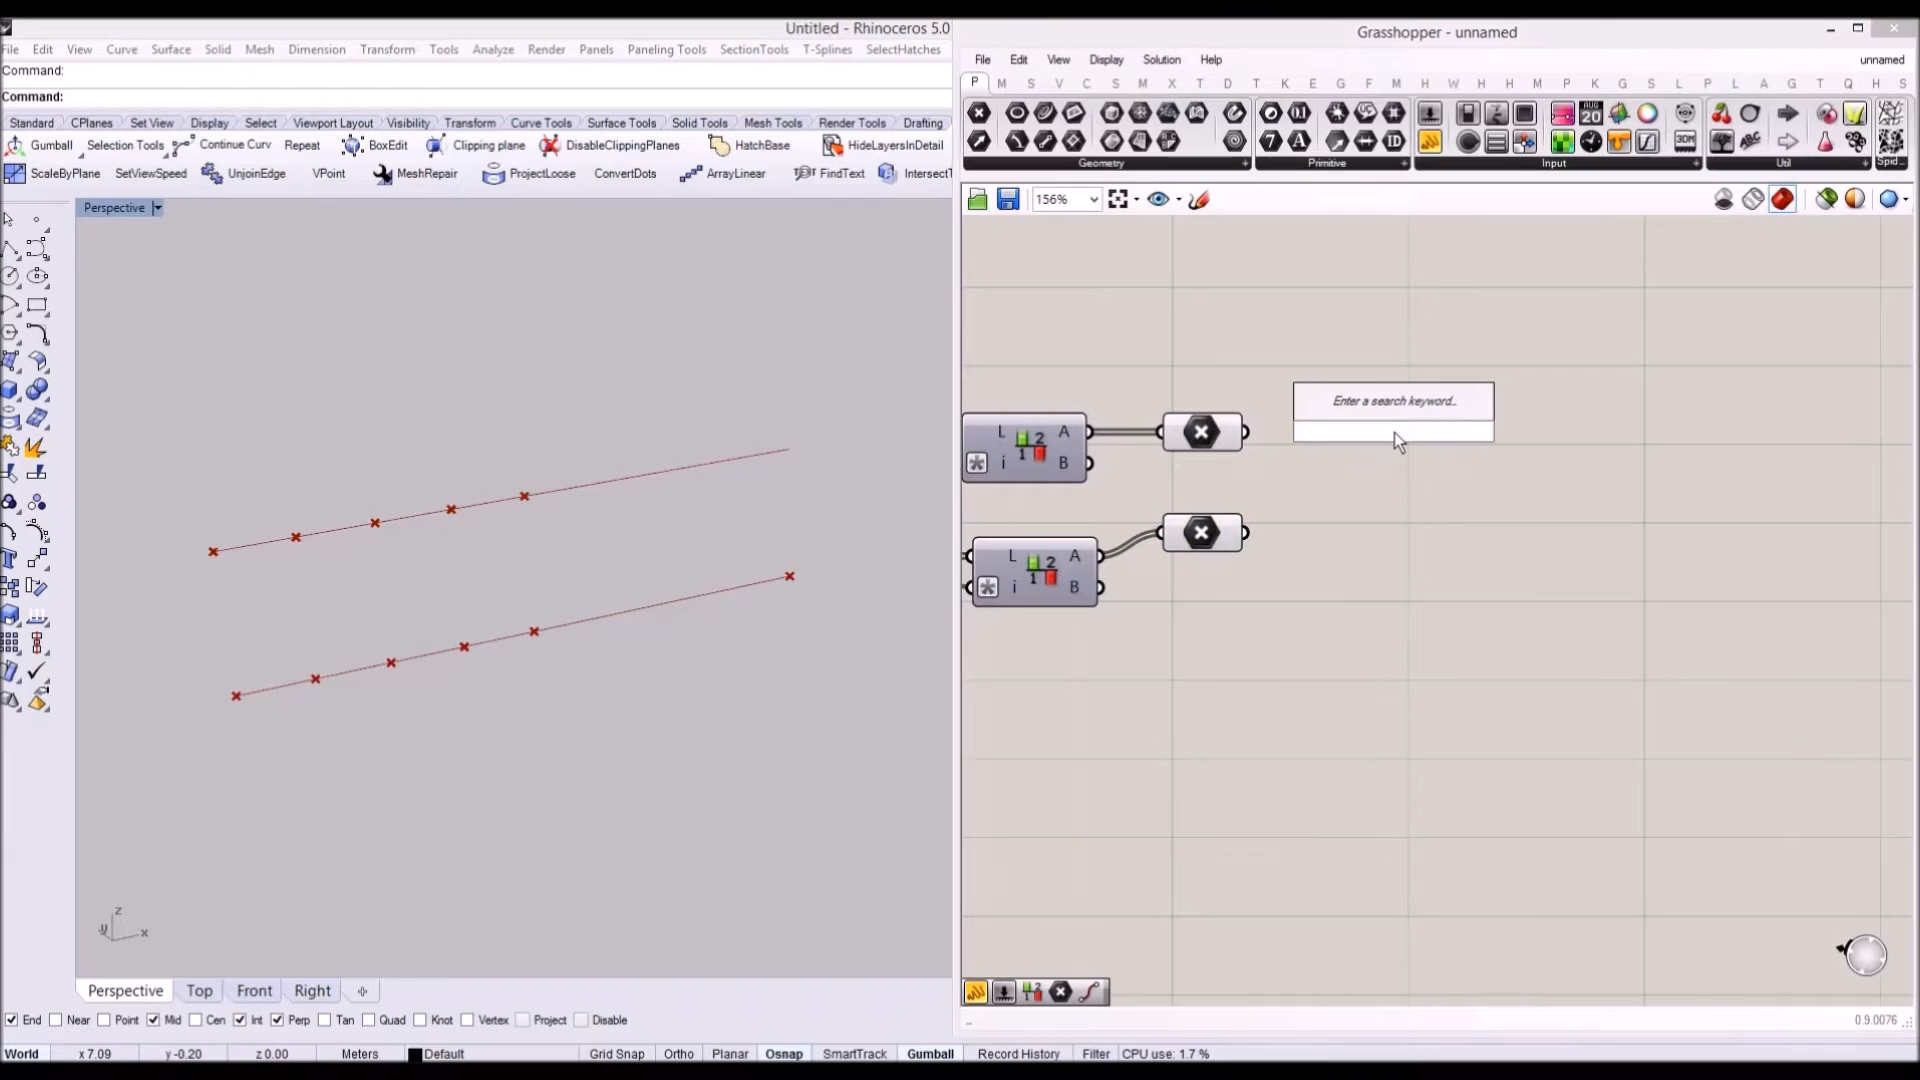 Untitled - Rhinoceros 5.0
File Edit View Curve Surface Solid Mesh Dimension Transform Tools Analyze Render Panels Paneling Tools SectionTools T-Splines SelectHatches
Command:
Command:
Standard CPlanes Set View Display Select Viewport Layout Visibility Transform Curve Tools Surface Tools Solid Tools Mesh Tools Render Tools Drafting
Gumball Selection Tools Continue Curv Repeat BoxEdit Clipping plane DisableClippingPlanes HatchBase HideLayersInDetail
ScaleByPlane SetViewSpeed UnjoinEdge VPoint MeshRepair ProjectLoose ConvertDots ArrayLinear FindText IntersectT
Perspective
z
y x
Perspective Top Front Right
End Near Point Mid Cen Int Perp Tan Quad Knot Vertex Project Disable
World x 7.09 y -0.20 z 0.00 Meters Default Grid Snap Ortho Planar Osnap SmartTrack Gumball Record History Filter CPU use: 1.7 %
Grasshopper - unnamed
File Edit View Display Solution Help unnamed
P M S V C S M X T D T K E G F M H W H H M P K G S L P L A G T Q H S
Geometry Primitive Input Util Spid...
156%
Enter a search keyword...
L 2 A
1
i B
L 2 A
1
i B
0.9.0076